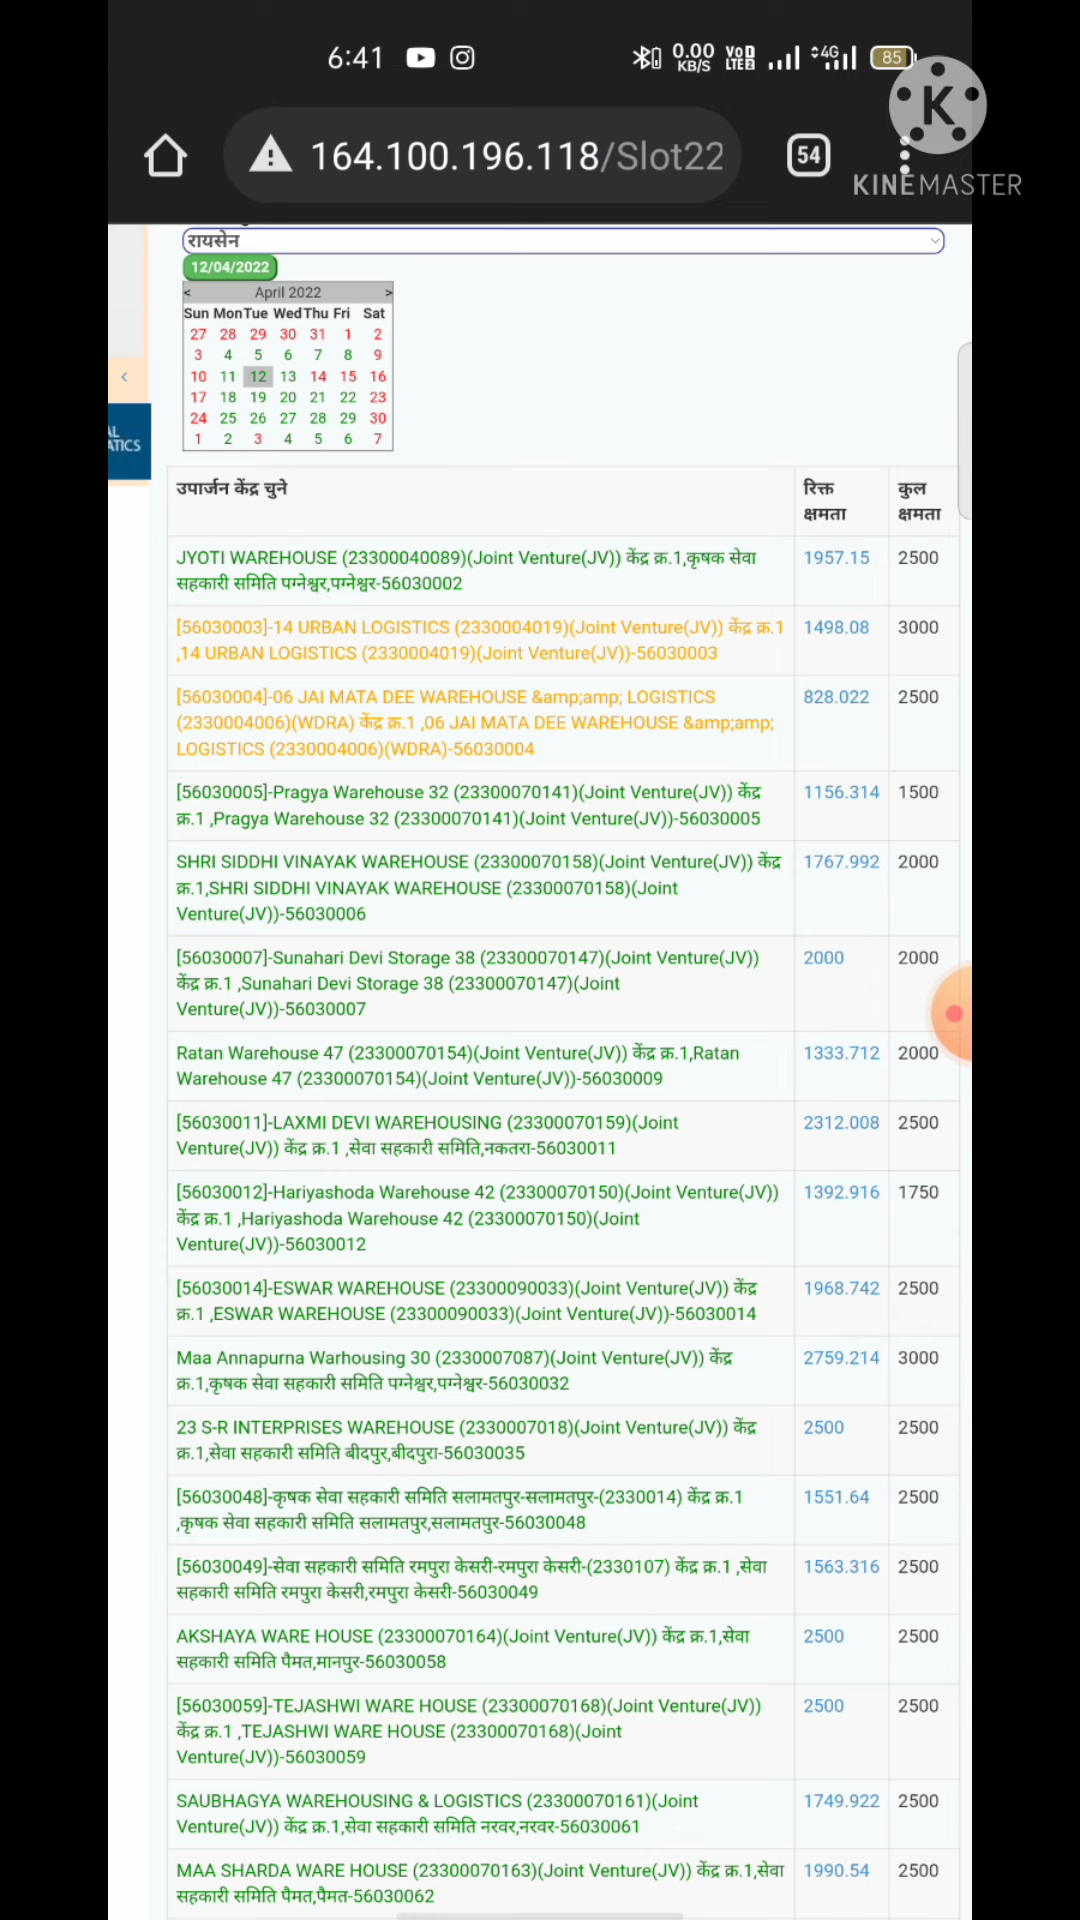 6:41
0.00
KB/S
VoD
LTE2
4G
85
K
KINEMASTER
164.100.196.118/Slot22
54
रायसेन
12/04/2022
< April 2022 >
Sun Mon Tue Wed Thu Fri Sat
27 28 29 30 31 1 2
3 4 5 6 7 8 9
10 11 12 13 14 15 16
17 18 19 20 21 22 23
24 25 26 27 28 29 30
1 2 3 4 5 6 7
AL
ATICS
उपार्जन केंद्र चुने रिक्त कुल
क्षमता क्षमता
JYOTI WAREHOUSE (23300040089)(Joint Venture(JV)) केंद्र क्र.1,कृषक सेवा 1957.15 2500
सहकारी समिति पग्नेश्वर,पग्नेश्वर-56030002
[56030003]-14 URBAN LOGISTICS (2330004019)(Joint Venture(JV)) केंद्र क्र.1 1498.08 3000
,14 URBAN LOGISTICS (2330004019)(Joint Venture(JV))-56030003
[56030004]-06 JAI MATA DEE WAREHOUSE &amp;amp; LOGISTICS 828.022 2500
(2330004006)(WDRA) केंद्र क्र.1 ,06 JAI MATA DEE WAREHOUSE &amp;amp;
LOGISTICS (2330004006)(WDRA)-56030004
[56030005]-Pragya Warehouse 32 (23300070141)(Joint Venture(JV)) केंद्र 1156.314 1500
क्र.1 ,Pragya Warehouse 32 (23300070141)(Joint Venture(JV))-56030005
SHRI SIDDHI VINAYAK WAREHOUSE (23300070158)(Joint Venture(JV)) केंद्र 1767.992 2000
क्र.1,SHRI SIDDHI VINAYAK WAREHOUSE (23300070158)(Joint
Venture(JV))-56030006
[56030007]-Sunahari Devi Storage 38 (23300070147)(Joint Venture(JV)) 2000 2000
केंद्र क्र.1 ,Sunahari Devi Storage 38 (23300070147)(Joint
Venture(JV))-56030007
Ratan Warehouse 47 (23300070154)(Joint Venture(JV)) केंद्र क्र.1,Ratan 1333.712 2000
Warehouse 47 (23300070154)(Joint Venture(JV))-56030009
[56030011]-LAXMI DEVI WAREHOUSING (23300070159)(Joint 2312.008 2500
Venture(JV)) केंद्र क्र.1 ,सेवा सहकारी समिति,नकतरा-56030011
[56030012]-Hariyashoda Warehouse 42 (23300070150)(Joint Venture(JV)) 1392.916 1750
केंद्र क्र.1 ,Hariyashoda Warehouse 42 (23300070150)(Joint
Venture(JV))-56030012
[56030014]-ESWAR WAREHOUSE (23300090033)(Joint Venture(JV)) केंद्र 1968.742 2500
क्र.1 ,ESWAR WAREHOUSE (23300090033)(Joint Venture(JV))-56030014
Maa Annapurna Warhousing 30 (2330007087)(Joint Venture(JV)) केंद्र 2759.214 3000
क्र.1,कृषक सेवा सहकारी समिति पग्नेश्वर,पग्नेश्वर-56030032
23 S-R INTERPRISES WAREHOUSE (2330007018)(Joint Venture(JV)) केंद्र 2500 2500
क्र.1,सेवा सहकारी समिति बीदपुर,बीदपुरा-56030035
[56030048]-कृषक सेवा सहकारी समिति सलामतपुर-सलामतपुर-(2330014) केंद्र क्र.1 1551.64 2500
,कृषक सेवा सहकारी समिति सलामतपुर,सलामतपुर-56030048
[56030049]-सेवा सहकारी समिति रमपुरा केसरी-रमपुरा केसरी-(2330107) केंद्र क्र.1 ,सेवा 1563.316 2500
सहकारी समिति रमपुरा केसरी,रमपुरा केसरी-56030049
AKSHAYA WARE HOUSE (23300070164)(Joint Venture(JV)) केंद्र क्र.1,सेवा 2500 2500
सहकारी समिति पैमत,मानपुर-56030058
[56030059]-TEJASHWI WARE HOUSE (23300070168)(Joint Venture(JV)) 2500 2500
केंद्र क्र.1 ,TEJASHWI WARE HOUSE (23300070168)(Joint
Venture(JV))-56030059
SAUBHAGYA WAREHOUSING & LOGISTICS (23300070161)(Joint 1749.922 2500
Venture(JV)) केंद्र क्र.1,सेवा सहकारी समिति नरवर,नरवर-56030061
MAA SHARDA WARE HOUSE (23300070163)(Joint Venture(JV)) केंद्र क्र.1,सेवा 1990.54 2500
सहकारी समिति पैमत,पैमत-56030062